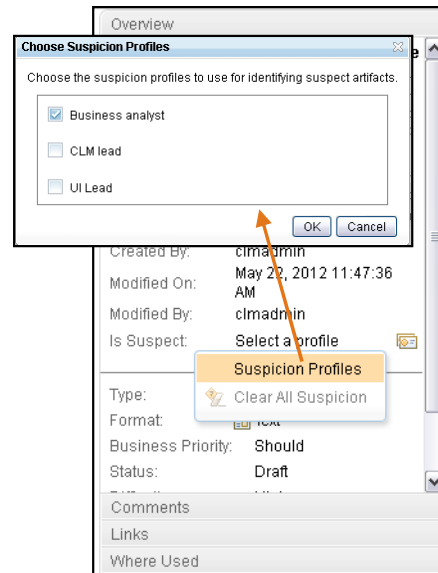 Overview
Choose Suspicion Profiles
Choose the suspicion profiles to use for identifying suspect artifacts.
Business analyst
CLM lead
UI Lead
OK Cancel
Created By: clmadmin
Modified On: May 22, 2012 11:47:36 AM
Modified By: clmadmin
Is Suspect: Select a profile
Suspicion Profiles
Clear All Suspicion
Type:
Format: Text
Business Priority: Should
Status: Draft
Comments
Links
Where Used